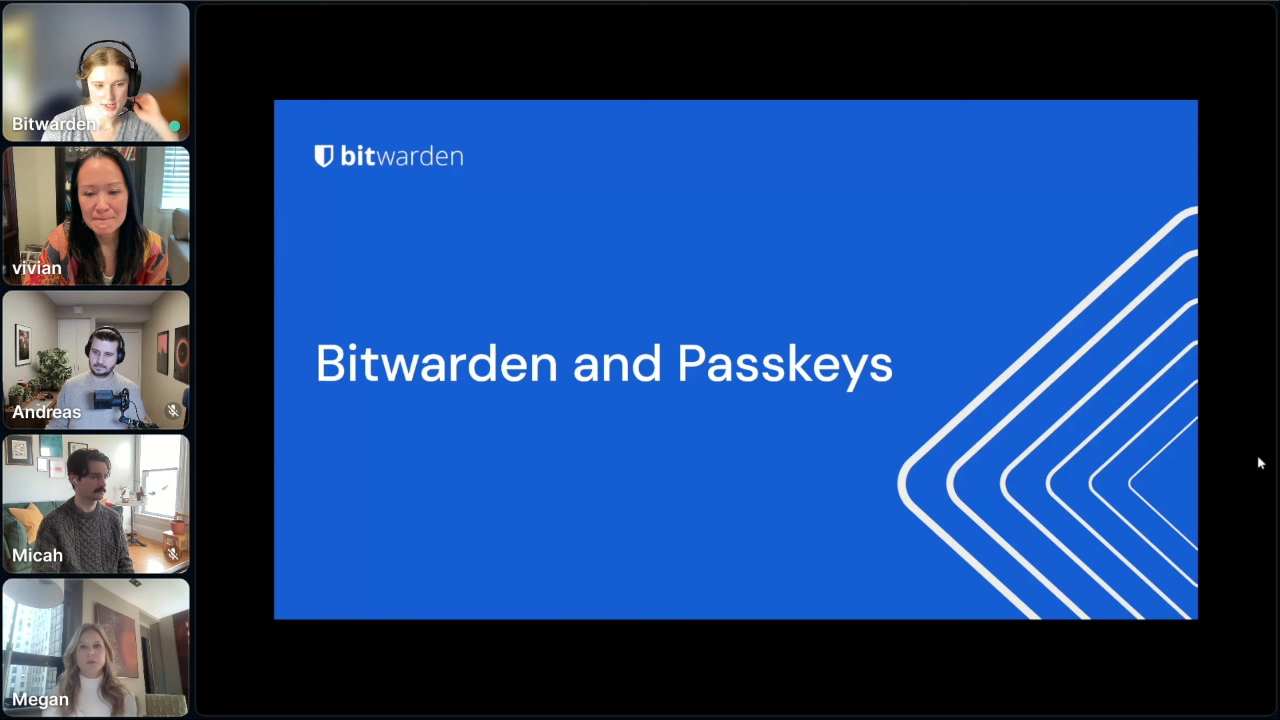 Bitwarden
vivian
Andreas
Micah
Megan
bitwarden
Bitwarden and Passkeys